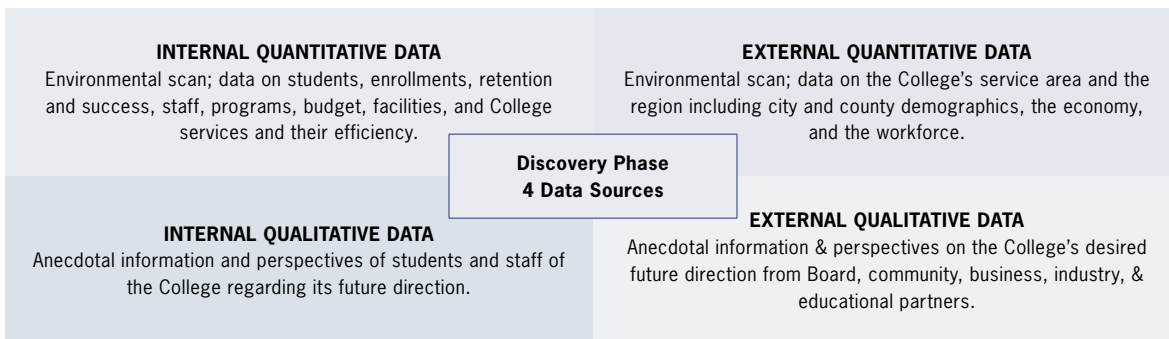 INTERNAL QUANTITATIVE DATA
Environmental scan; data on students, enrollments, retention
and success, staff, programs, budget, facilities, and College
services and their efficiency.
EXTERNAL QUANTITATIVE DATA
Environmental scan; data on the College's service area and the
region including city and county demographics, the economy,
and the workforce.
Discovery Phase
4 Data Sources
INTERNAL QUALITATIVE DATA
Anecdotal information and perspectives of students and staff of
the College regarding its future direction.
EXTERNAL QUALITATIVE DATA
Anecdotal information & perspectives on the College's desired
future direction from Board, community, business, industry, &
educational partners.